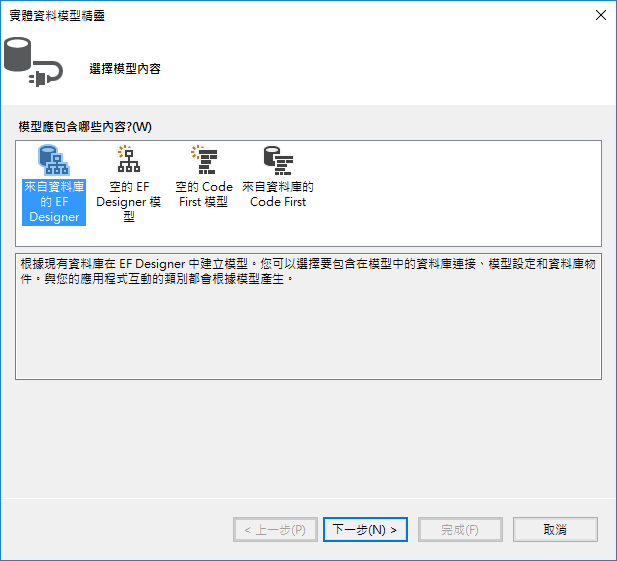 實體資料模型精靈
選擇模型內容
模型應包含哪些內容?(W)
來自資料庫
的 EF
Designer
空的 EF
Designer 模
型
空的 Code
First 模型
來自資料庫的
Code First
根據現有資料庫在 EF Designer 中建立模型。您可以選擇要包含在模型中的資料庫連接、模型設定和資料庫物
件。與您的應用程式互動的類別都會根據模型產生。
< 上一步(P)
下一步(N) >
完成(F)
取消